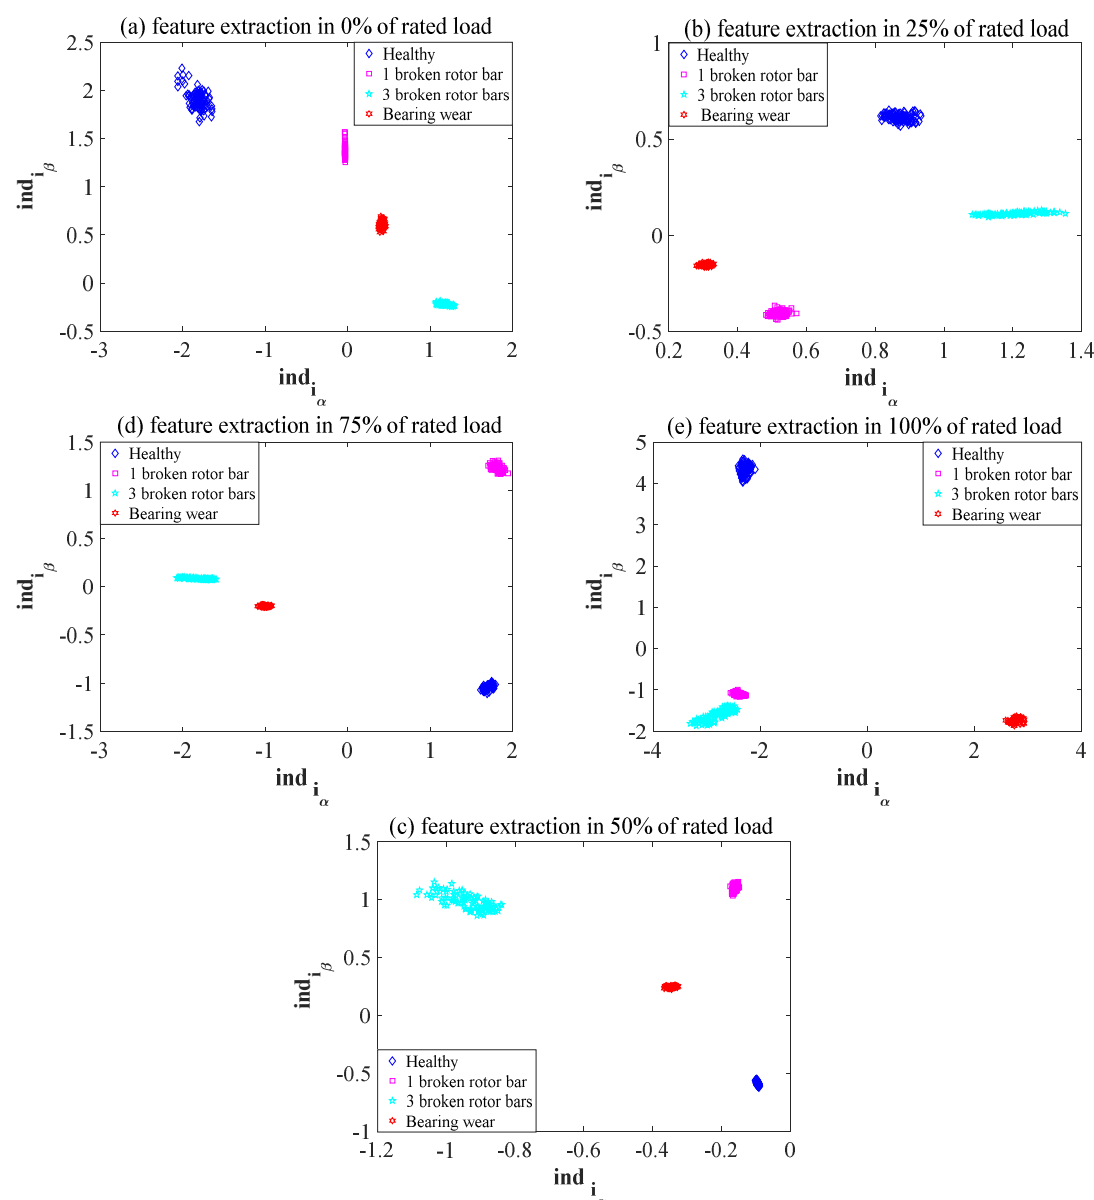 (a) feature extraction in 0% of rated load
2.5
2
1.5
1
0.5
0
-0.5
-3
-2
-1
0
1
2
ind i β
ind i α
Healthy
1 broken rotor bar
3 broken rotor bars
Bearing wear
(b) feature extraction in 25% of rated load
1
0.5
0
-0.5
0.2
0.4
0.6
0.8
1
1.2
1.4
ind i β
ind i α
Healthy
1 broken rotor bar
3 broken rotor bars
Bearing wear
(d) feature extraction in 75% of rated load
1.5
1
0.5
0
-0.5
-1
-1.5
-3
-2
-1
0
1
2
ind i β
ind i α
Healthy
1 broken rotor bar
3 broken rotor bars
Bearing wear
(e) feature extraction in 100% of rated load
5
4
3
2
1
0
-1
-2
-4
-2
0
2
4
ind i β
ind i α
Healthy
1 broken rotor bar
3 broken rotor bars
Bearing wear
(c) feature extraction in 50% of rated load
1.5
1
0.5
0
-0.5
-1
-1.2
-1
-0.8
-0.6
-0.4
-0.2
0
ind i β
ind i
Healthy
1 broken rotor bar
3 broken rotor bars
Bearing wear